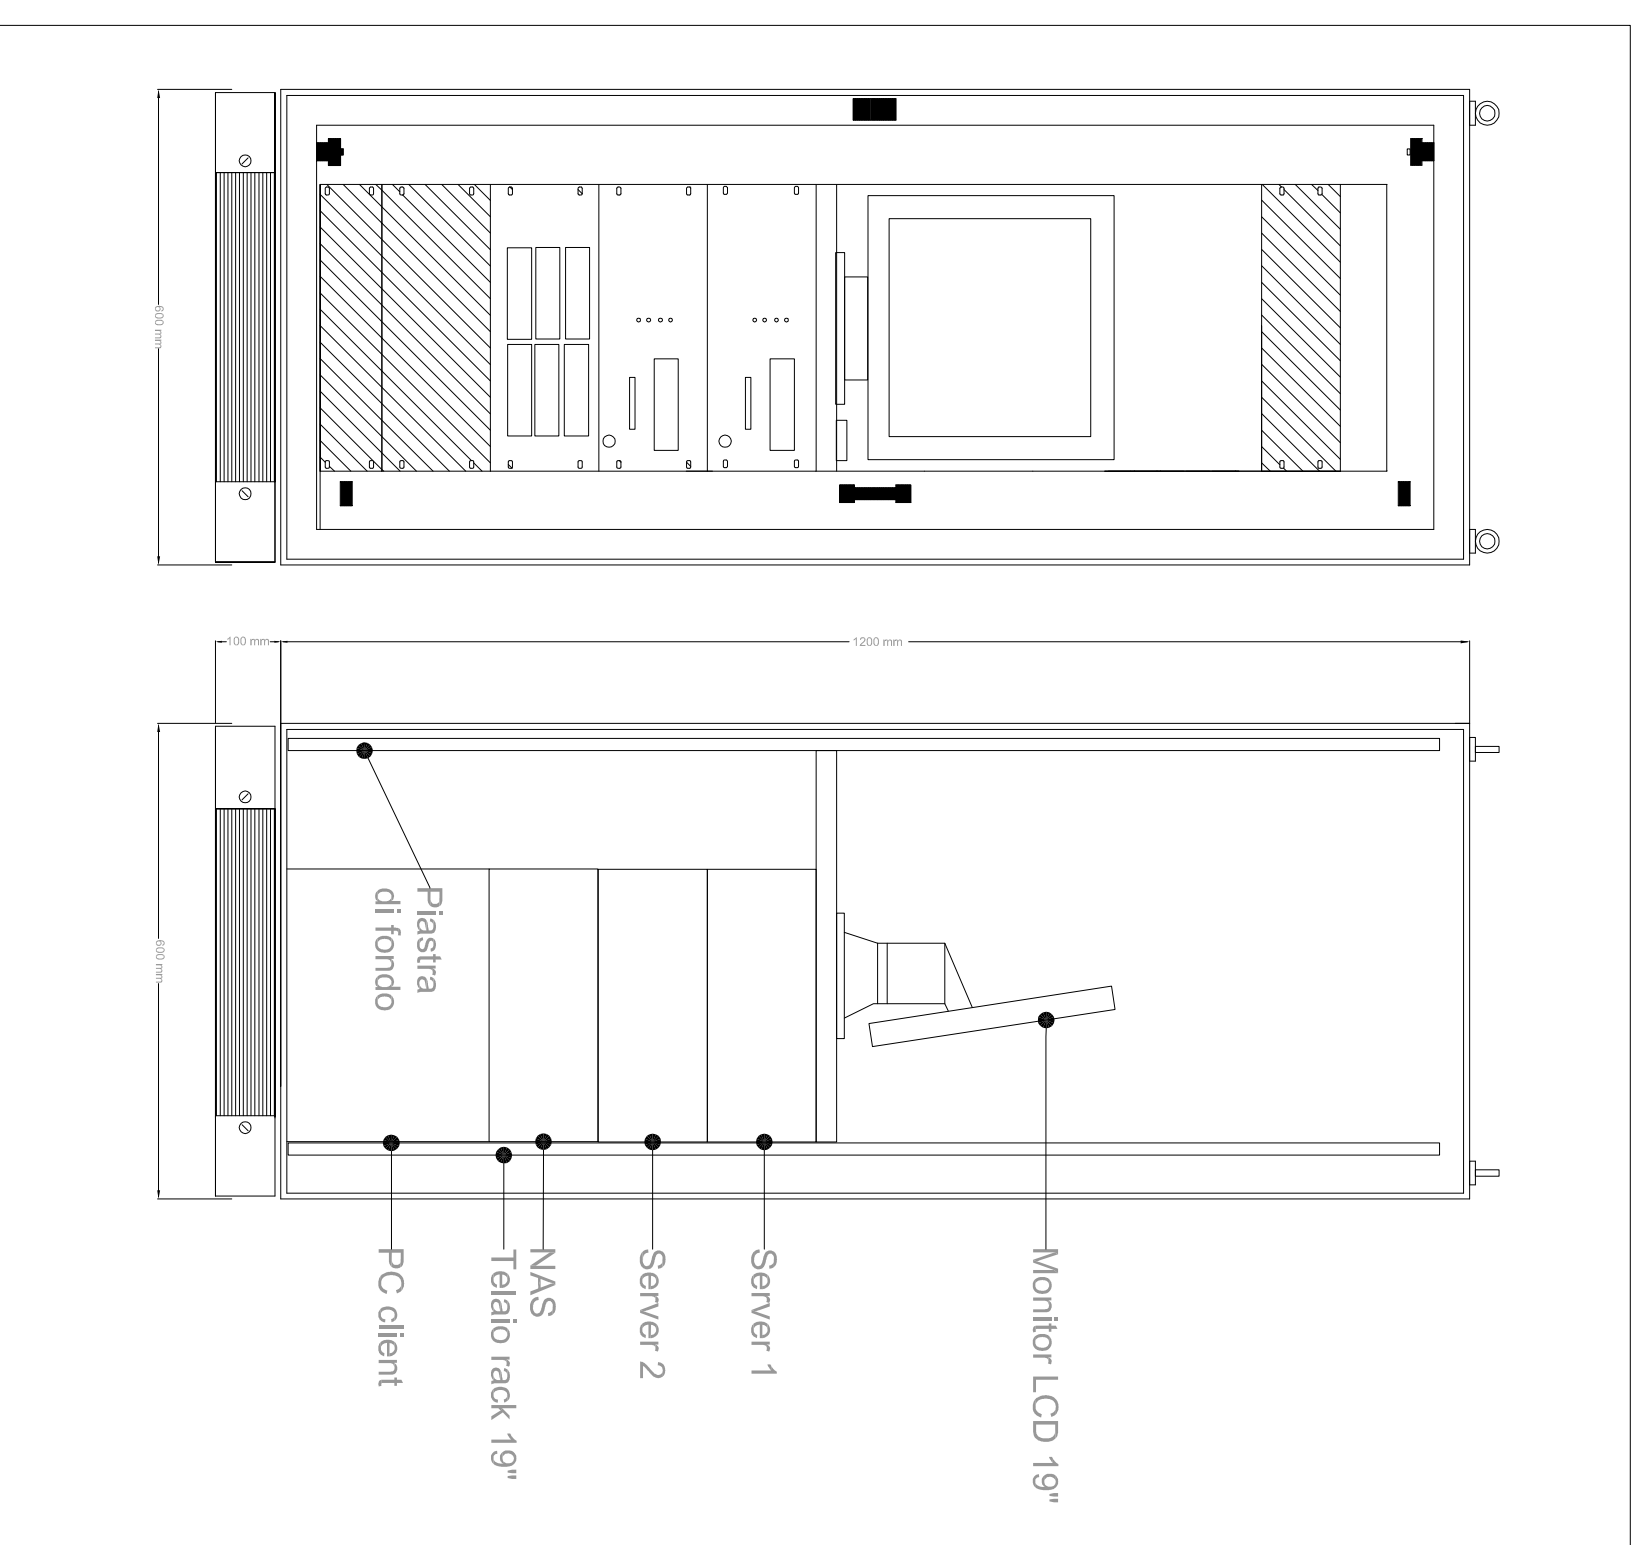 600 mm
100 mm
1200 mm
600 mm
Piastra
di fondo
Monitor LCD 19"
Server 1
Server 2
NAS
Telaio rack 19"
PC client